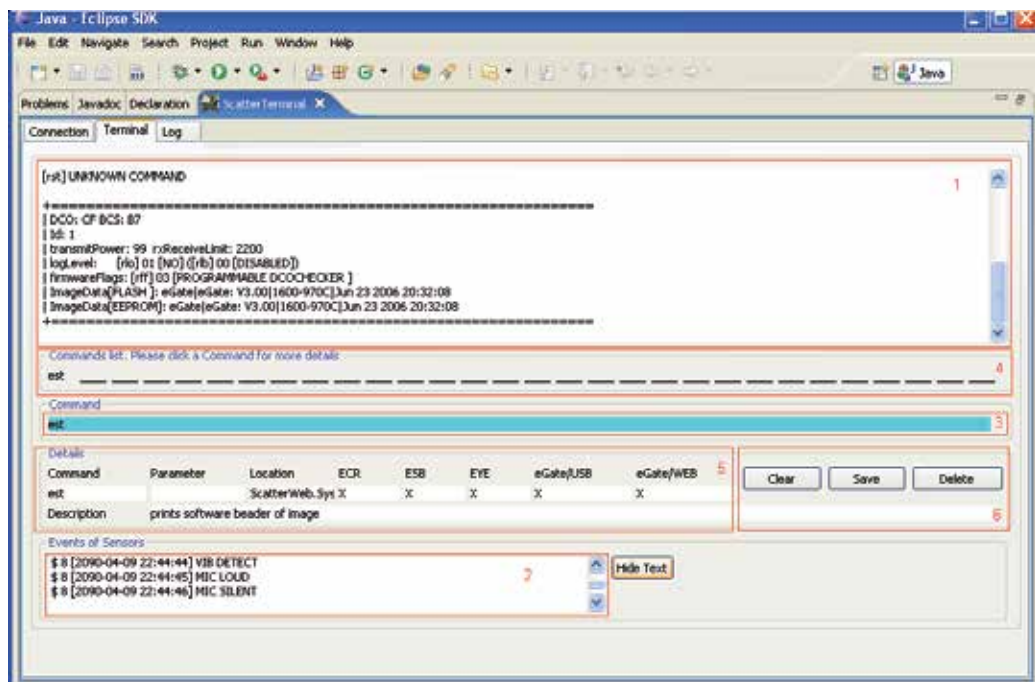 Java - Eclipse SDK
File Edit Navigate Search Project Run Window Help
Java
Problems Javadoc Declaration ScatterTerminal
Connection Terminal Log
[rst] UNKNOWN COMMAND
1
| DCO: CF BCS: B7
| Id: 1
| transmitPower: 99 rxReceiveLimit: 2200
| logLevel: [rlo] 01 [NO] ([rlb] 00 [DISABLED])
| firmwareFlags: [rff] 03 [PROGRAMMABLE DCOCHECKER ]
| ImageData[FLASH ]: eGate|eGate: V3.00|1600-970C|Jun 23 2006 20:32:08
| ImageData[EEPROM]: eGate|eGate: V3.00|1600-970C|Jun 23 2006 20:32:08
Commands list. Please click a Command for more details
est
4
Command
est
3
Details
Command Parameter Location ECR ESB EYE eGate/USB eGate/WEB
5
est ScatterWeb.Sys X X X X X
Description prints software beader of image
Clear Save Delete
6
Events of Sensors
$ 8 [2090-04-09 22:44:44] VIB DETECT
$ 8 [2090-04-09 22:44:45] MIC LOUD
$ 8 [2090-04-09 22:44:46] MIC SILENT
2
Hide Text